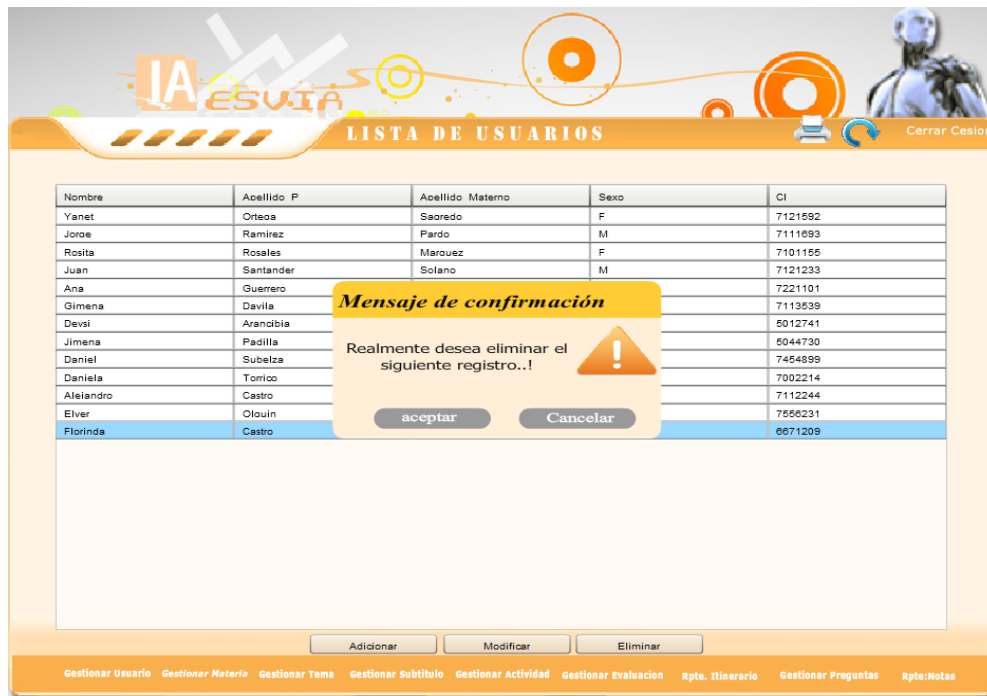 IA
ESVIA
LISTA DE USUARIOS
Cerrar Cesion
Nombre Apellido P Apellido Materno Sexo CI
Yanet Ortega Sagredo F 7121592
Jorge Ramirez Pardo M 7111693
Rosita Rosales Marquez F 7101155
Juan Santander Solano M 7121233
Ana Guerrero 7221101
Gimena Davila 7113539
Deysi Arancibia 5012741
Jimena Padilla 5044730
Daniel Subelza 7454899
Daniela Torrico 7002214
Alejandro Castro 7112244
Elver Olguin 7556231
Florinda Castro 6671209
Mensaje de confirmación
Realmente desea eliminar el
siguiente registro..!
aceptar Cancelar
Adicionar Modificar Eliminar
Gestionar Usuario Gestionar Materia Gestionar Tema Gestionar Subtitulo Gestionar Actividad Gestionar Evaluacion Rpte. Itinerario Gestionar Preguntas Rpte:Notas